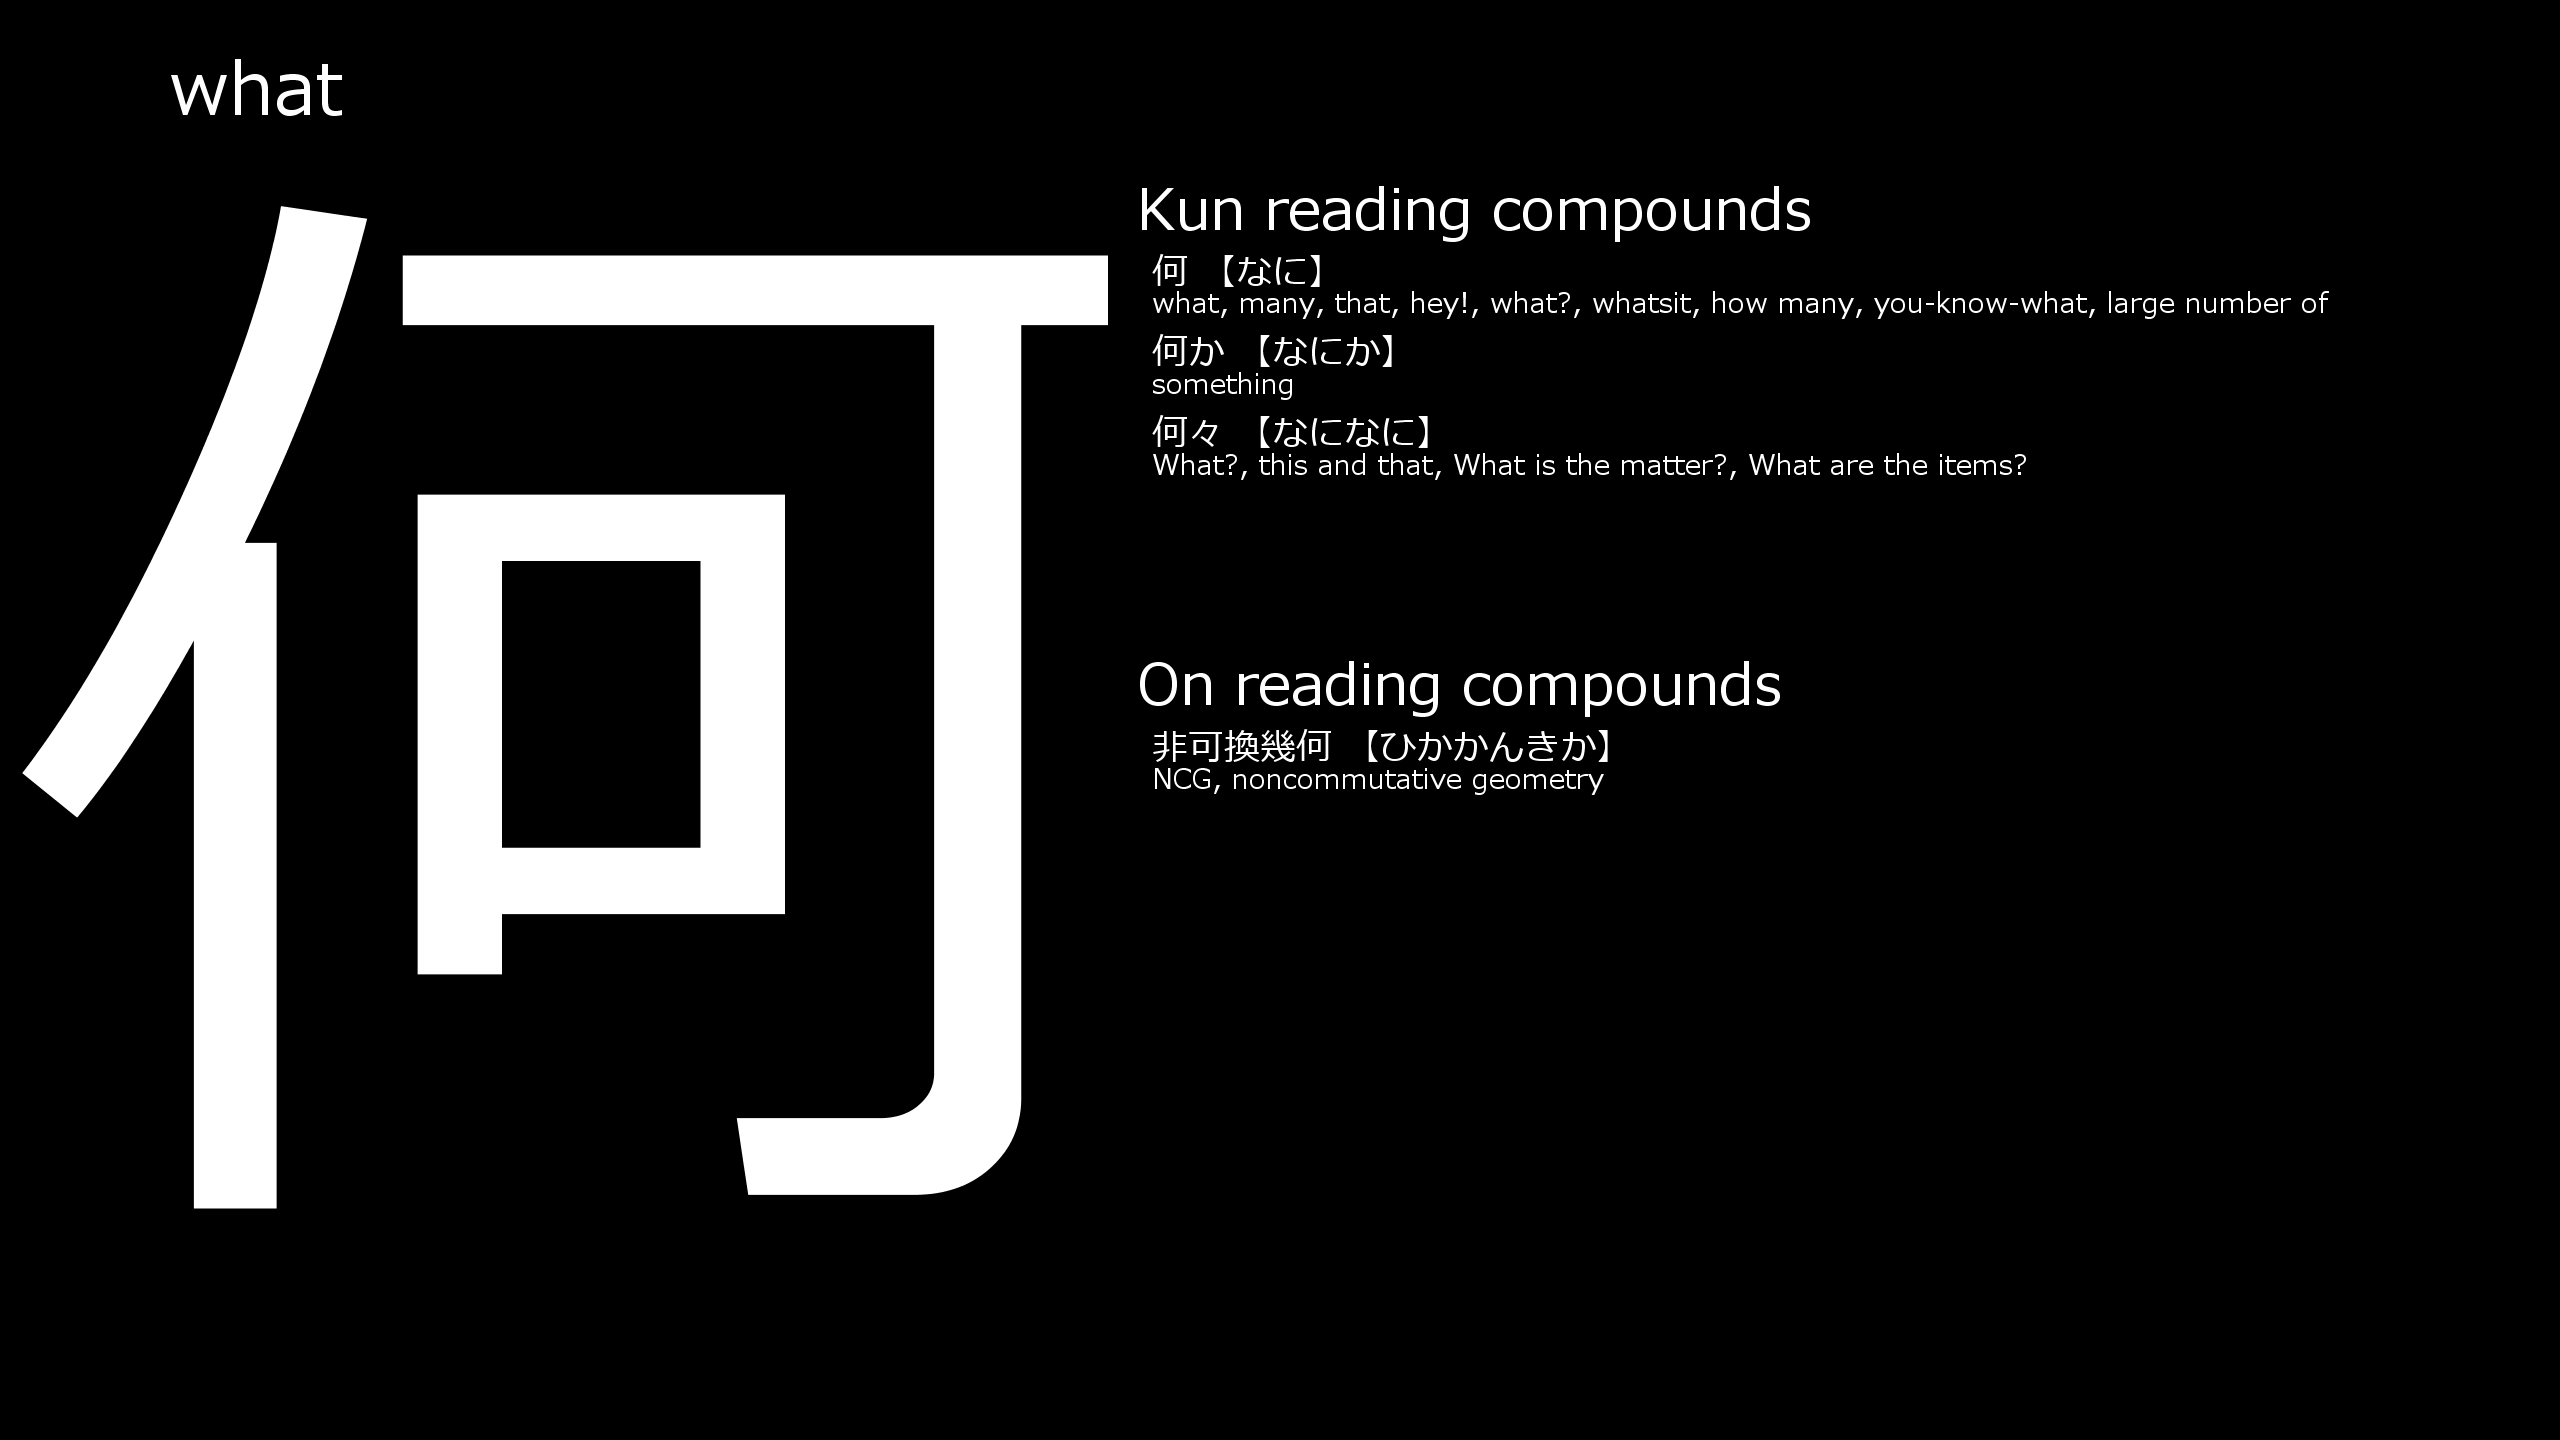 what
何
Kun reading compounds
何 【なに】
what, many, that, hey!, what?, whatsit, how many, you-know-what, large number of
何か 【なにか】
something
何々 【なになに】
What?, this and that, What is the matter?, What are the items?
On reading compounds
非可換幾何 【ひかかんきか】
NCG, noncommutative geometry